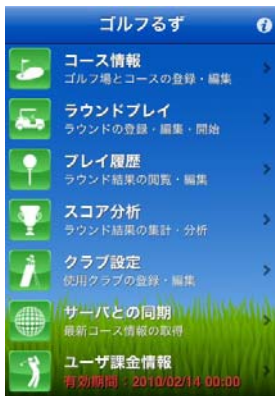 ゴルフるず
コース情報
ゴルフ場とコースの登録・編集
ラウンドプレイ
ラウンドの登録・編集・開始
プレイ履歴
ラウンド結果の閲覧・編集
スコア分析
ラウンド結果の集計・分析
クラブ設定
使用クラブの登録・編集
サーバとの同期
最新コース情報の取得
ユーザ課金情報
有効期間：2010/02/14 00:00